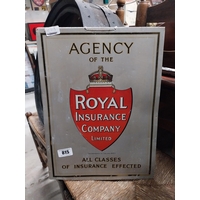 AGENCY
OF THE
ROYAL
INSURANCE
COMPANY
LIMITED
815
ALL CLASSES
OF INSURANCE EFFECTED